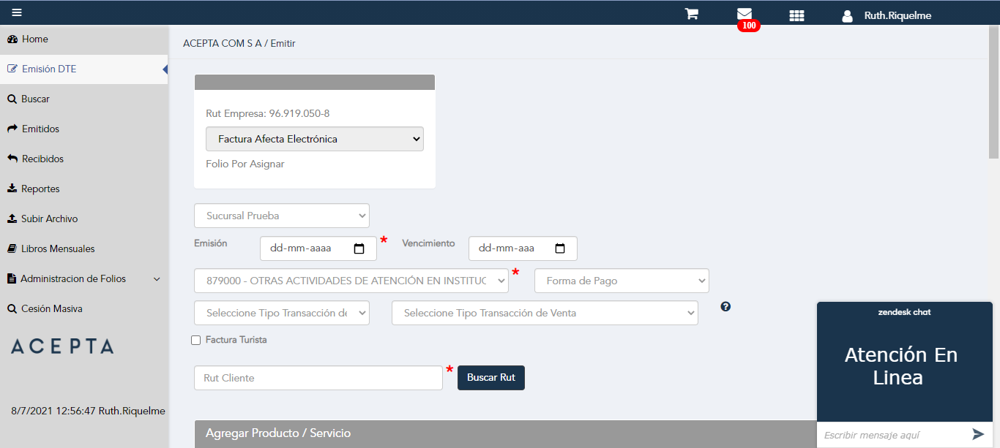 Ruth.Riquelme
100
Home
Emisión DTE
Buscar
Emitidos
Recibidos
Reportes
Subir Archivo
Libros Mensuales
Administracion de Folios
Cesión Masiva
ACEPTA
8/7/2021 12:56:47 Ruth.Riquelme
ACEPTA COM S A / Emitir
Rut Empresa: 96.919.050-8
Factura Afecta Electrónica
Folio Por Asignar
Sucursal Prueba
Emisión dd-mm-aaaa * Vencimiento dd-mm-aaa
879000 - OTRAS ACTIVIDADES DE ATENCIÓN EN INSTITUC * Forma de Pago
Seleccione Tipo Transacción de Seleccione Tipo Transacción de Venta ?
Factura Turista
Rut Cliente * Buscar Rut
Agregar Producto / Servicio
zendesk chat
Atención En
Linea
Escribir mensaje aquí